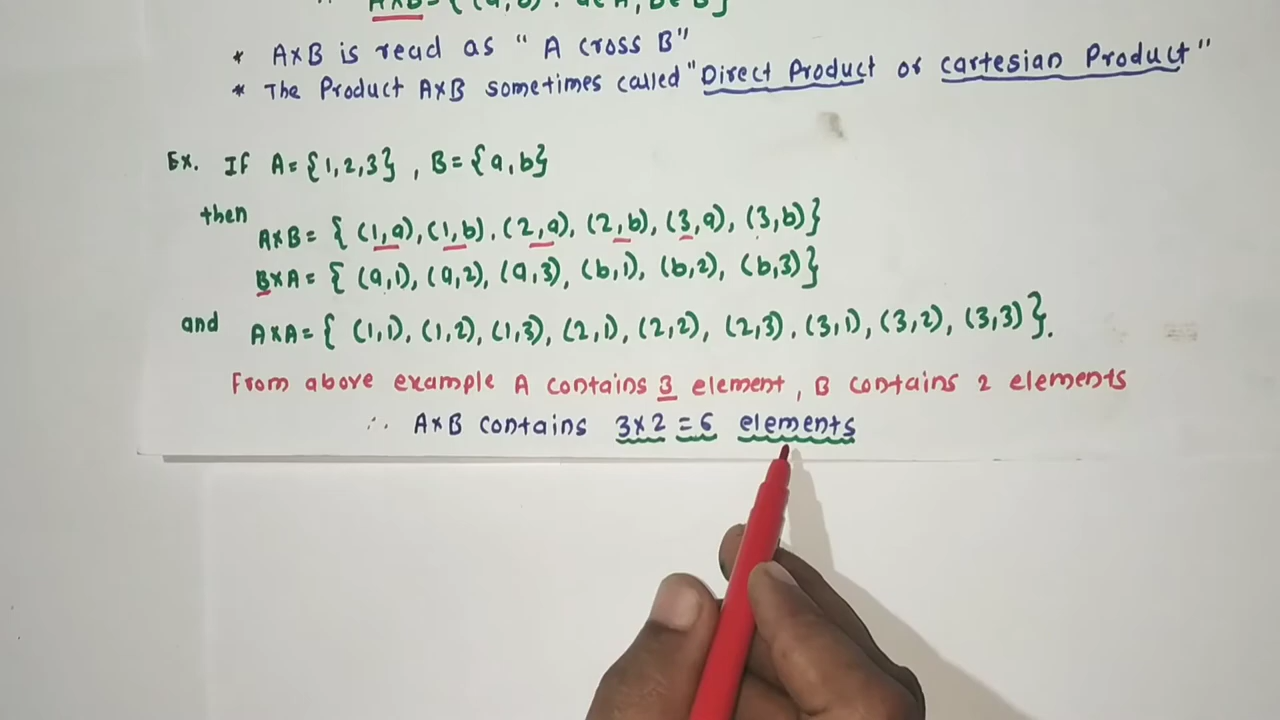 A×B = { (a,b) : a∈A, b∈B }
* A×B is read as "A cross B"
* The Product A×B sometimes called "Direct Product or cartesian Product"
Ex. If A={1,2,3} , B={a,b}
then A×B = { (1,a), (1,b), (2,a), (2,b), (3,a), (3,b)}
B×A = { (a,1), (a,2), (a,3), (b,1), (b,2), (b,3)}
and A×A = { (1,1), (1,2), (1,3), (2,1), (2,2), (2,3), (3,1), (3,2), (3,3)}.
From above example A contains 3 element, B contains 2 elements
∴ A×B contains 3×2 = 6 elements